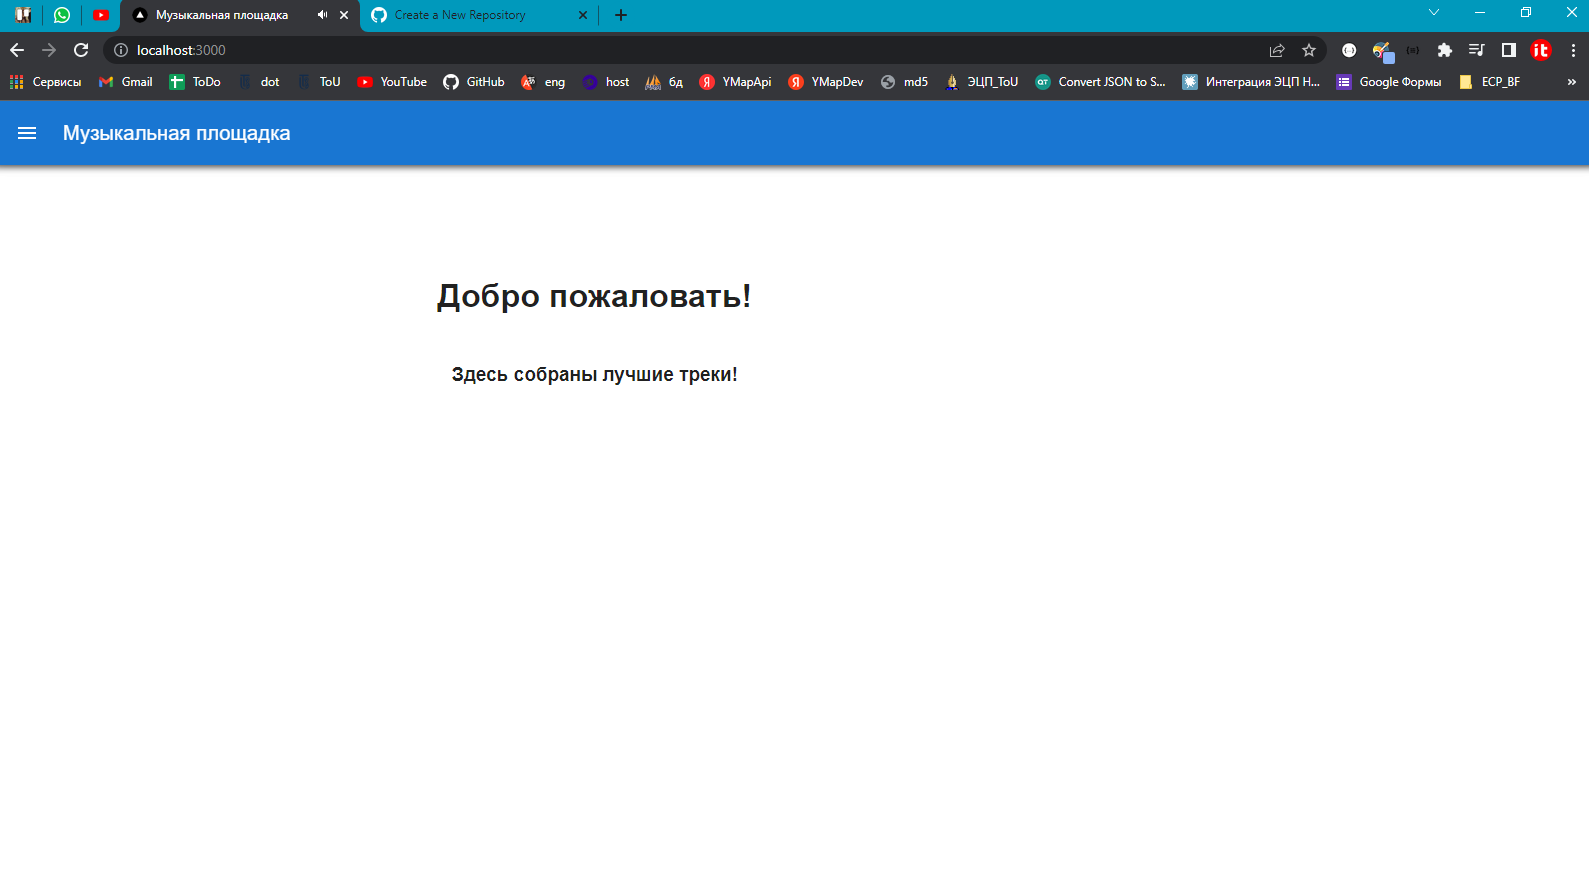 Музыкальная площадка
Create a New Repository
localhost:3000
Сервисы Gmail ToDo dot ToU YouTube GitHub eng host бд YMapApi YMapDev md5 ЭЦП_ToU Convert JSON to S... Интеграция ЭЦП Н... Google Формы ECP_BF »
Музыкальная площадка
Добро пожаловать!
Здесь собраны лучшие треки!